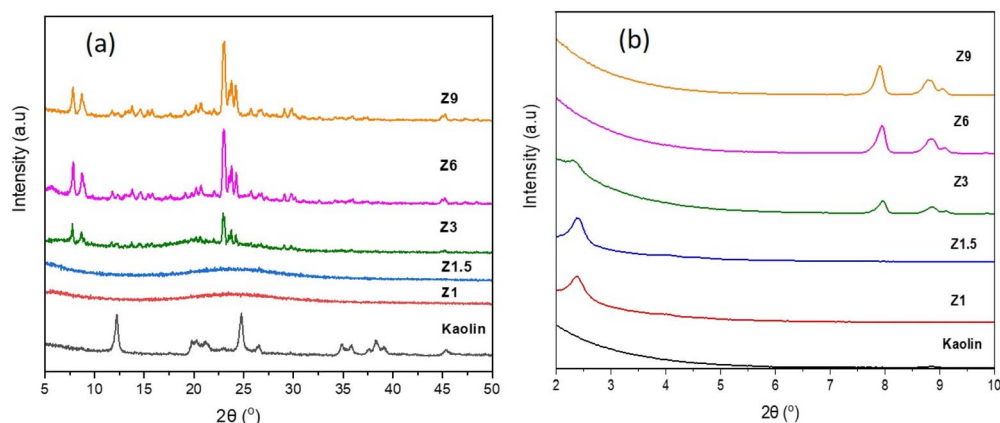 (a)
Z9
Z6
Z3
Z1.5
Z1
Kaolin
Intensity (a.u)
5 10 15 20 25 30 35 40 45 50
2θ (°)
(b)
Z9
Z6
Z3
Z1.5
Z1
Kaolin
Intensity (a.u)
2 3 4 5 6 7 8 9 10
2θ (°)